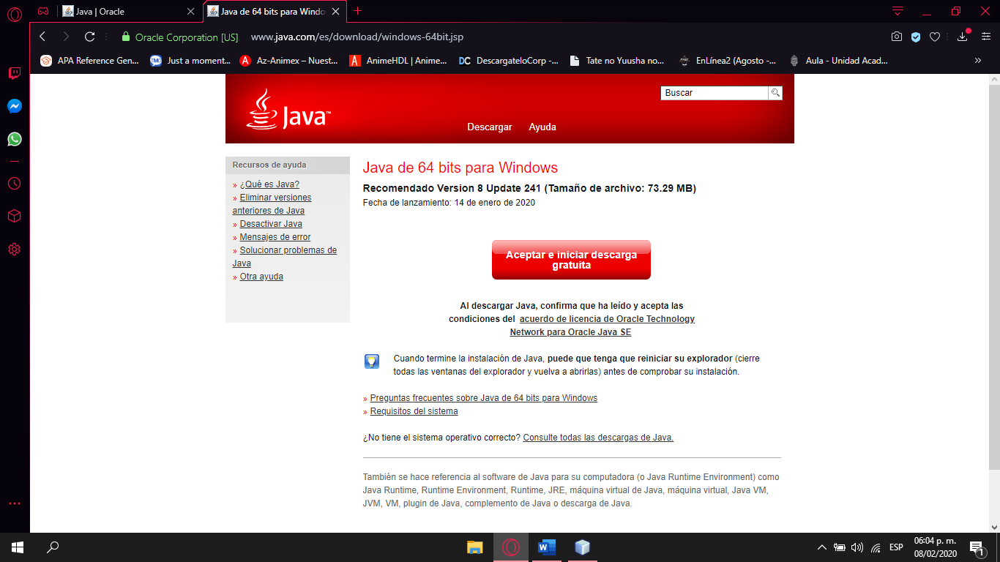 Java | Oracle
Java de 64 bits para Windo
Oracle Corporation [US]
www.java.com/es/download/windows-64bit.jsp
APA Reference Gen...
Just a moment...
Az-Animex – Nuest...
AnimeHDL | Anime...
DC DescargateloCorp -...
Tate no Yuusha no...
EnLínea2 (Agosto -...
Aula - Unidad Acad...
»
Java™
Buscar
Descargar
Ayuda
Recursos de ayuda
» ¿Qué es Java?
» Eliminar versiones
anteriores de Java
» Desactivar Java
» Mensajes de error
» Solucionar problemas de
Java
» Otra ayuda
Java de 64 bits para Windows
Recomendado Version 8 Update 241 (Tamaño de archivo: 73.29 MB)
Fecha de lanzamiento: 14 de enero de 2020
Aceptar e iniciar descarga
gratuita
Al descargar Java, confirma que ha leído y acepta las
condiciones del acuerdo de licencia de Oracle Technology
Network para Oracle Java SE
Cuando termine la instalación de Java, puede que tenga que reiniciar su explorador (cierre
todas las ventanas del explorador y vuelva a abrirlas) antes de comprobar su instalación.
» Preguntas frecuentes sobre Java de 64 bits para Windows
» Requisitos del sistema
¿No tiene el sistema operativo correcto? Consulte todas las descargas de Java.
También se hace referencia al software de Java para su computadora (o Java Runtime Environment) como
Java Runtime, Runtime Environment, Runtime, JRE, máquina virtual de Java, máquina virtual, Java VM,
JVM, VM, plugin de Java, complemento de Java o descarga de Java.
ESP
06:04 p. m.
08/02/2020
1